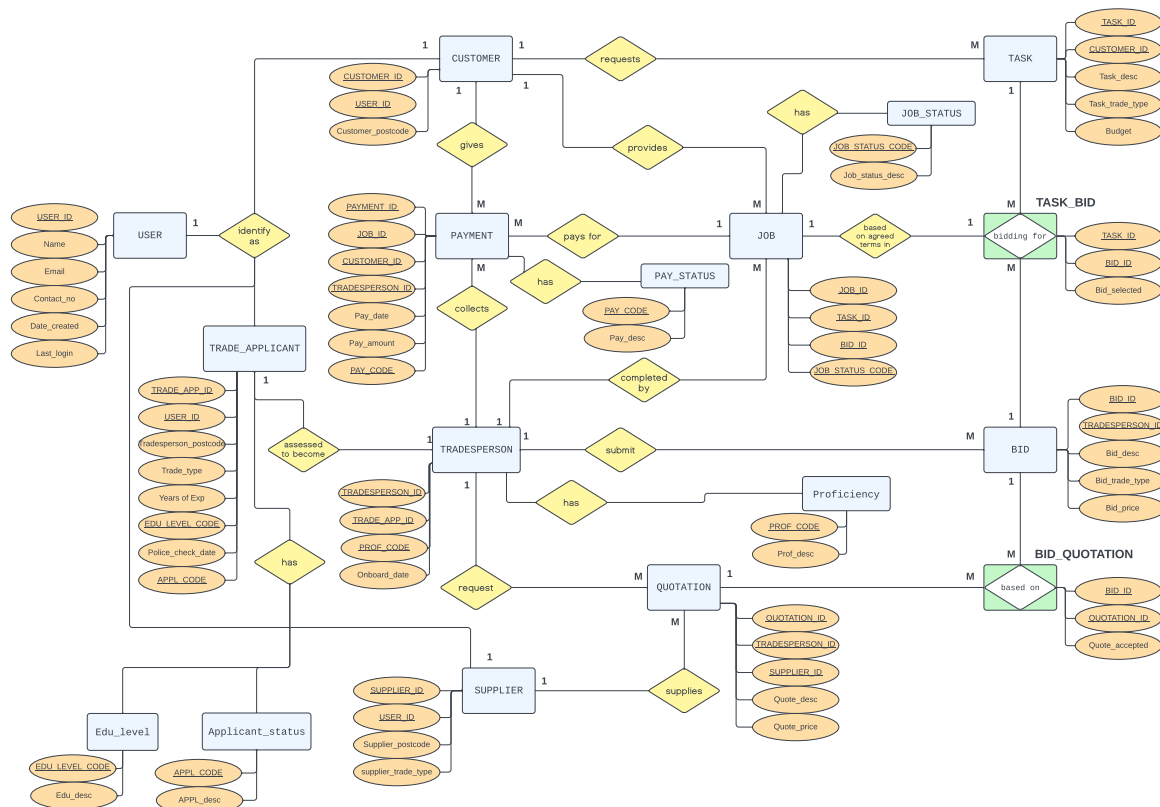 TASK_ID
1
CUSTOMER
1
requests
M
TASK
CUSTOMER_ID
CUSTOMER_ID
Task_desc
USER_ID
1
1
has
JOB_STATUS
1
Task_trade_type
Customer_postcode
Budget
gives
provides
JOB_STATUS_CODE
Job_status_desc
PAYMENT_ID
M
M
M
TASK_BID
USER_ID
USER
1
identify
as
JOB_ID
PAYMENT
M
pays for
1
JOB
1
based
on agreed
terms in
1
bidding for
TASK_ID
Name
CUSTOMER_ID
BID_ID
Email
M
has
PAY_STATUS
M
M
Bid_selected
Contact_no
TRADESPERSON_ID
collects
JOB_ID
Date_created
Pay_date
PAY_CODE
TASK_ID
Last_login
TRADE_APPLICANT
Pay_amount
Pay_desc
BID_ID
PAY_CODE
JOB_STATUS_CODE
1
completed
by
TRADE_APP_ID
BID_ID
USER_ID
1
1
1
TRADESPERSON_ID
Tradesperson_postcode
assessed
to become
1
TRADESPERSON
1
submit
M
BID
Bid_desc
Trade_type
1
1
Bid_trade_type
Years of Exp
TRADESPERSON_ID
has
Proficiency
Bid_price
EDU_LEVEL_CODE
TRADE_APP_ID
PROF_CODE
Police_check_date
PROF_CODE
Prof_desc
M
BID_QUOTATION
APPL_CODE
has
Onboard_date
request
M
QUOTATION
1
M
based on
BID_ID
M
QUOTATION_ID
QUOTATION_ID
TRADESPERSON_ID
Quote_accepted
1
SUPPLIER_ID
SUPPLIER_ID
SUPPLIER
1
supplies
Quote_desc
USER_ID
Quote_price
Edu_level
Applicant_status
Supplier_postcode
EDU_LEVEL_CODE
APPL_CODE
supplier_trade_type
Edu_desc
APPL_desc